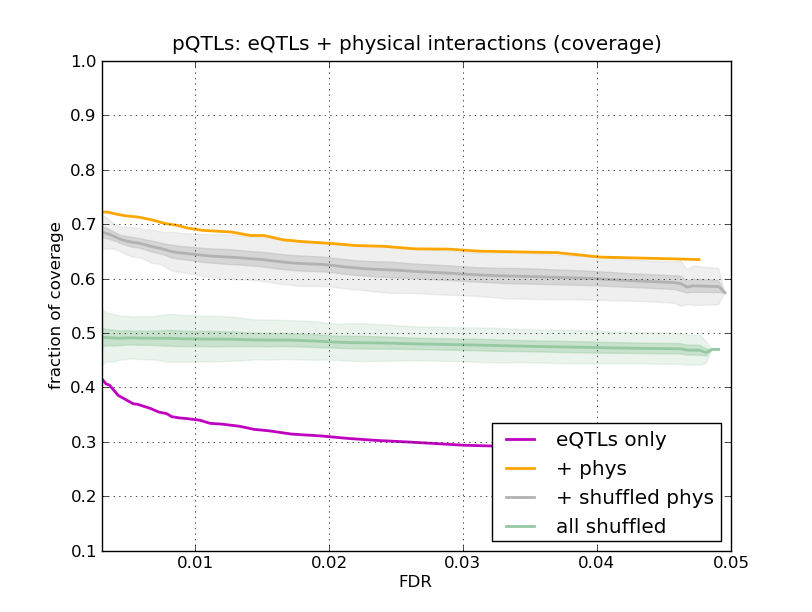 pQTLs: eQTLs + physical interactions (coverage)
1.0
0.9
0.8
0.7
0.6
0.5
0.4
0.3
0.2
0.1
fraction of coverage
eQTLs only
+ phys
+ shuffled phys
all shuffled
0.01 0.02 0.03 0.04 0.05
FDR